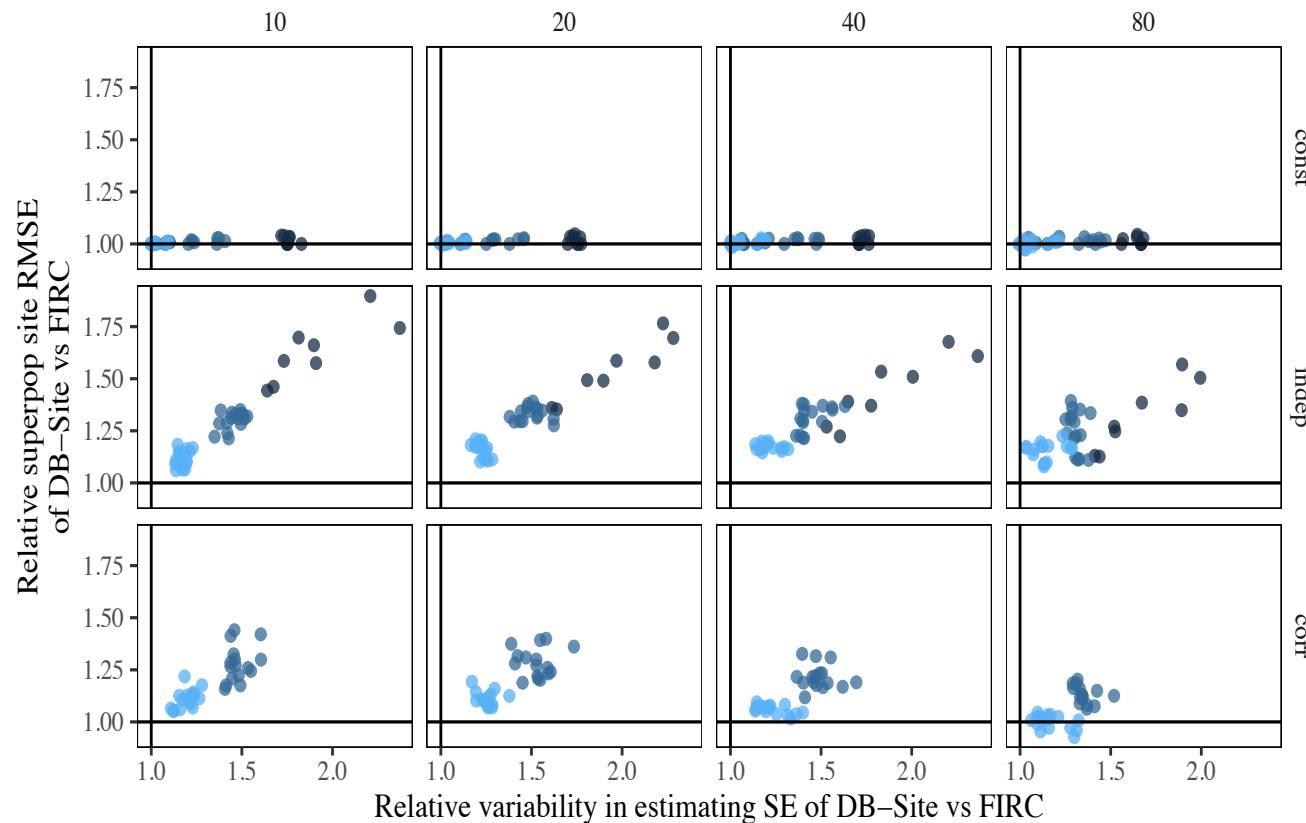 10 20 40 80
Relative superpop site RMSE
of DB−Site vs FIRC
1.75
1.50
1.25
1.00
const
1.75
1.50
1.25
1.00
indep
1.75
1.50
1.25
1.00
corr
1.0 1.5 2.0 1.0 1.5 2.0 1.0 1.5 2.0 1.0 1.5 2.0
Relative variability in estimating SE of DB−Site vs FIRC